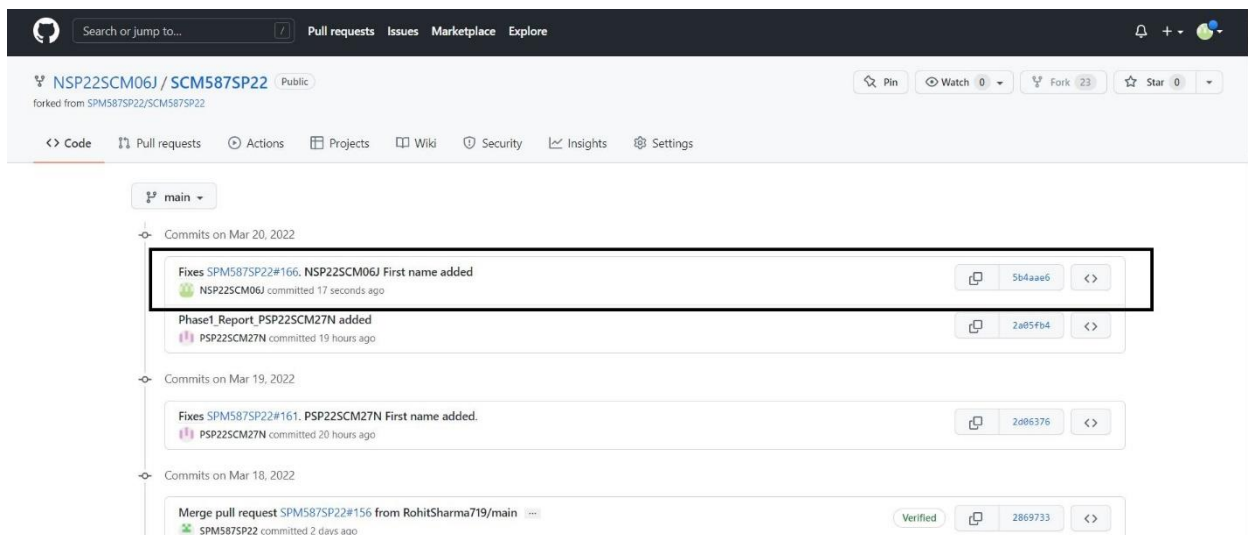 Search or jump to... / Pull requests Issues Marketplace Explore
NSP22SCM06J / SCM587SP22 Public Pin Watch 0 Fork 23 Star 0
forked from SPM587SP22/SCM587SP22
<> Code Pull requests Actions Projects Wiki Security Insights Settings
main
Commits on Mar 20, 2022
Fixes SPM587SP22#166. NSP22SCM06J First name added 5b4aae6 <>
NSP22SCM06J committed 17 seconds ago
Phase1_Report_PSP22SCM27N added 2a05fb4 <>
PSP22SCM27N committed 19 hours ago
Commits on Mar 19, 2022
Fixes SPM587SP22#161. PSP22SCM27N First name added. 2d06376 <>
PSP22SCM27N committed 20 hours ago
Commits on Mar 18, 2022
Merge pull request SPM587SP22#156 from RohitSharma719/main ... Verified 2869733 <>
SPM587SP22 committed 2 days ago